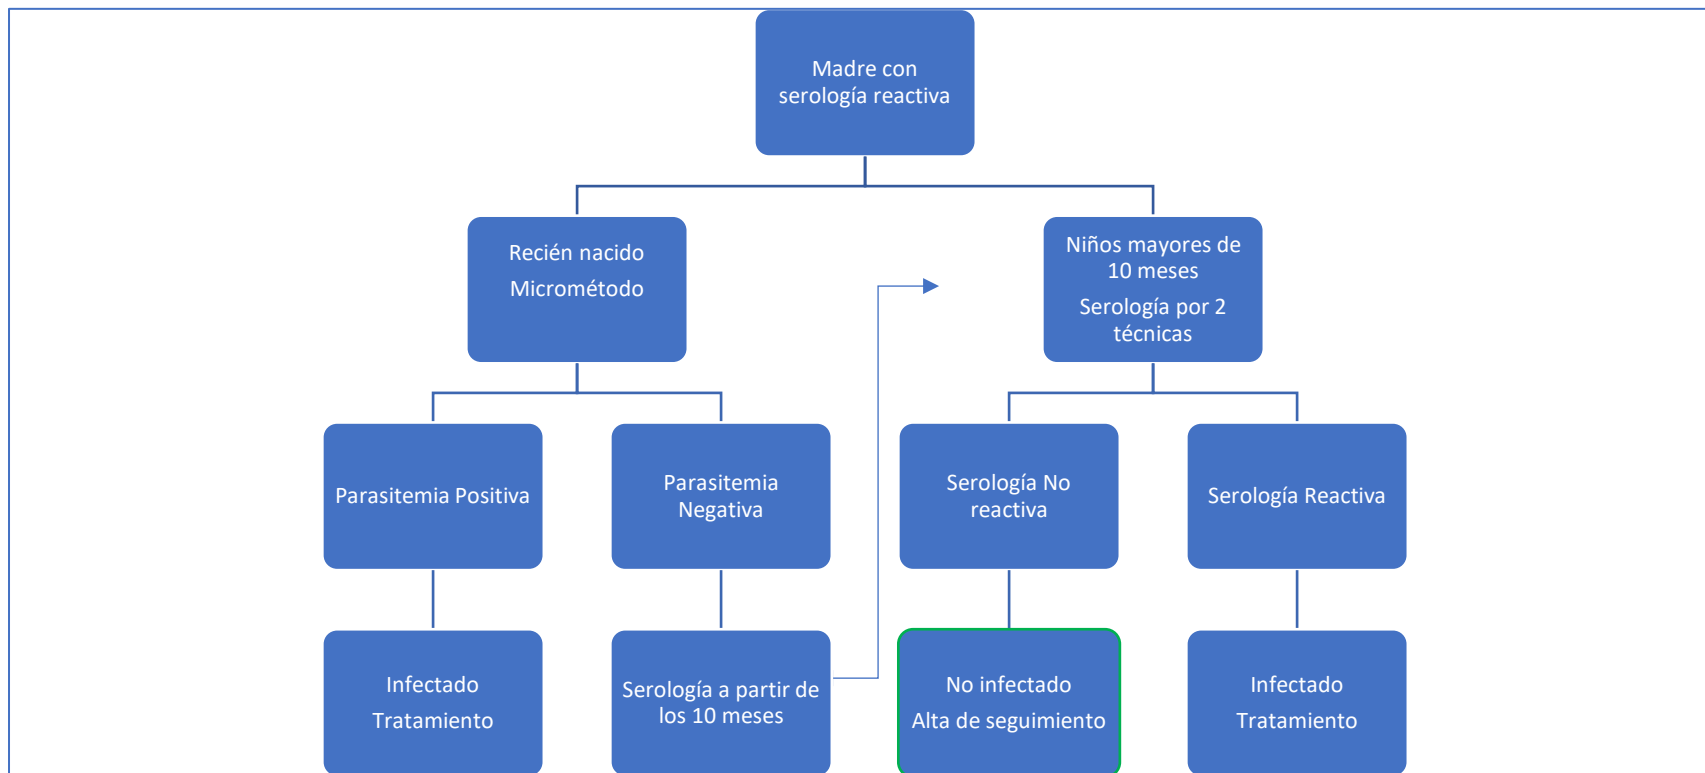 Madre con
serología reactiva
Recién nacido
Micrométodo
Niños mayores de
10 meses
Serología por 2
técnicas
Parasitemia Positiva
Parasitemia
Negativa
Serología No
reactiva
Serología Reactiva
Infectado
Tratamiento
Serología a partir de
los 10 meses
No infectado
Alta de seguimiento
Infectado
Tratamiento